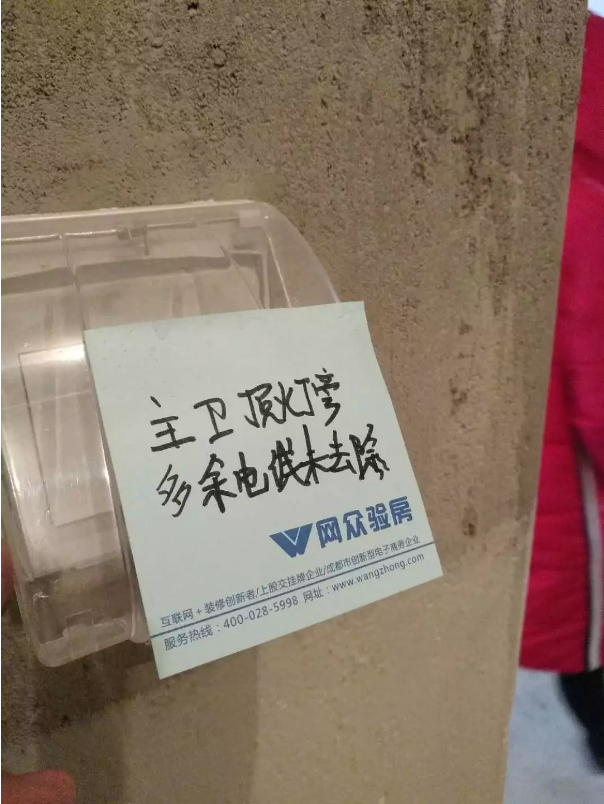 主卫顶灯旁
多余电线未去除
网众验房
互联网+装修创新者/上股交挂牌企业/成都市创新型电子商务企业
服务热线：400-028-5998 网址：www.wangzhong.com